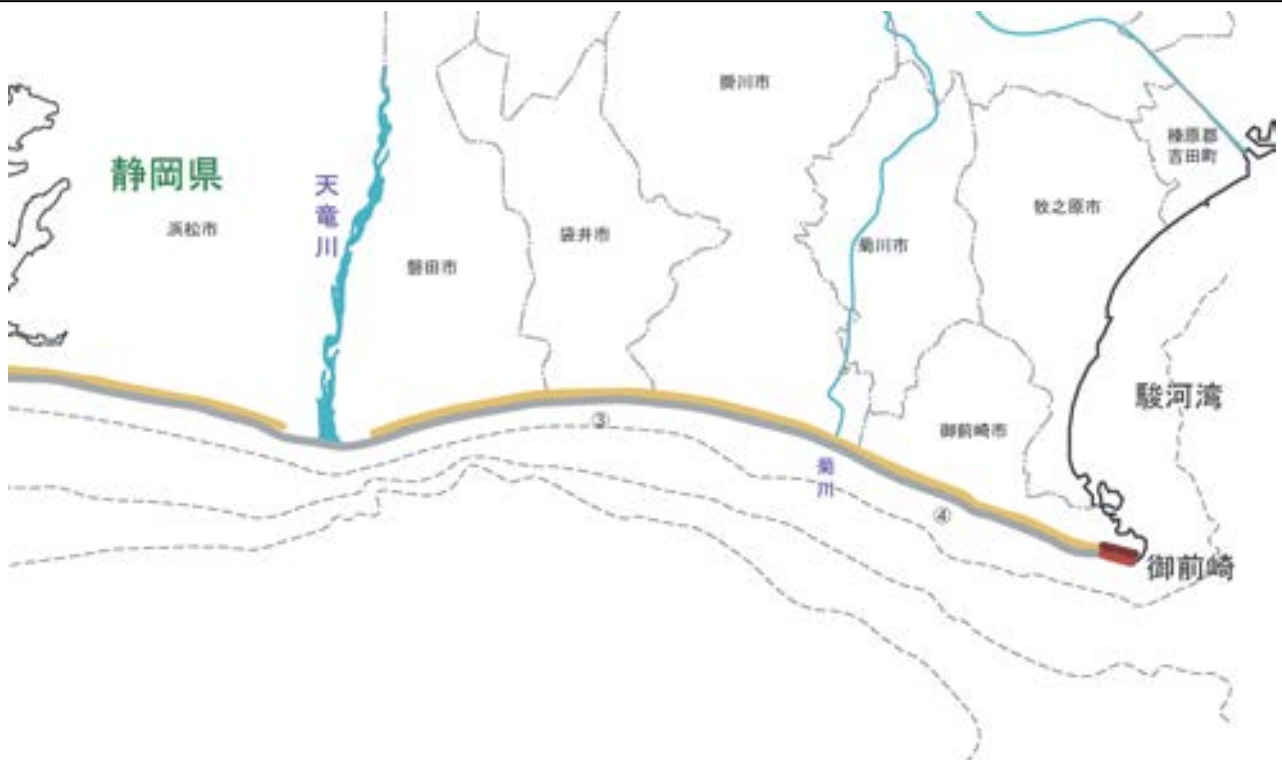 掛川市
榛原郡
吉田町
静岡県
天竜川
浜松市
牧之原市
袋井市
菊川市
磐田市
駿河湾
③
御前崎市
菊川
④
御前崎